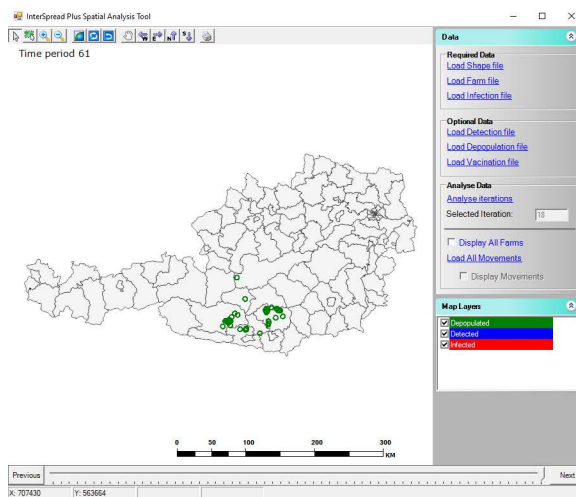 InterSpread Plus Spatial Analysis Tool
W E N S
Time period 61
0 50 100 200 300
KM
Data
Required Data
Load Shape file
Load Farm file
Load Infection file
Optional Data
Load Detection file
Load Depopulation file
Load Vacination file
Analyse Data
Analyse iterations
Selected Iteration: 18
Display All Farms
Load All Movements
Display Movements
Map Layers
Depopulated
Detected
Infected
Previous Next
X: 707430 Y: 563664